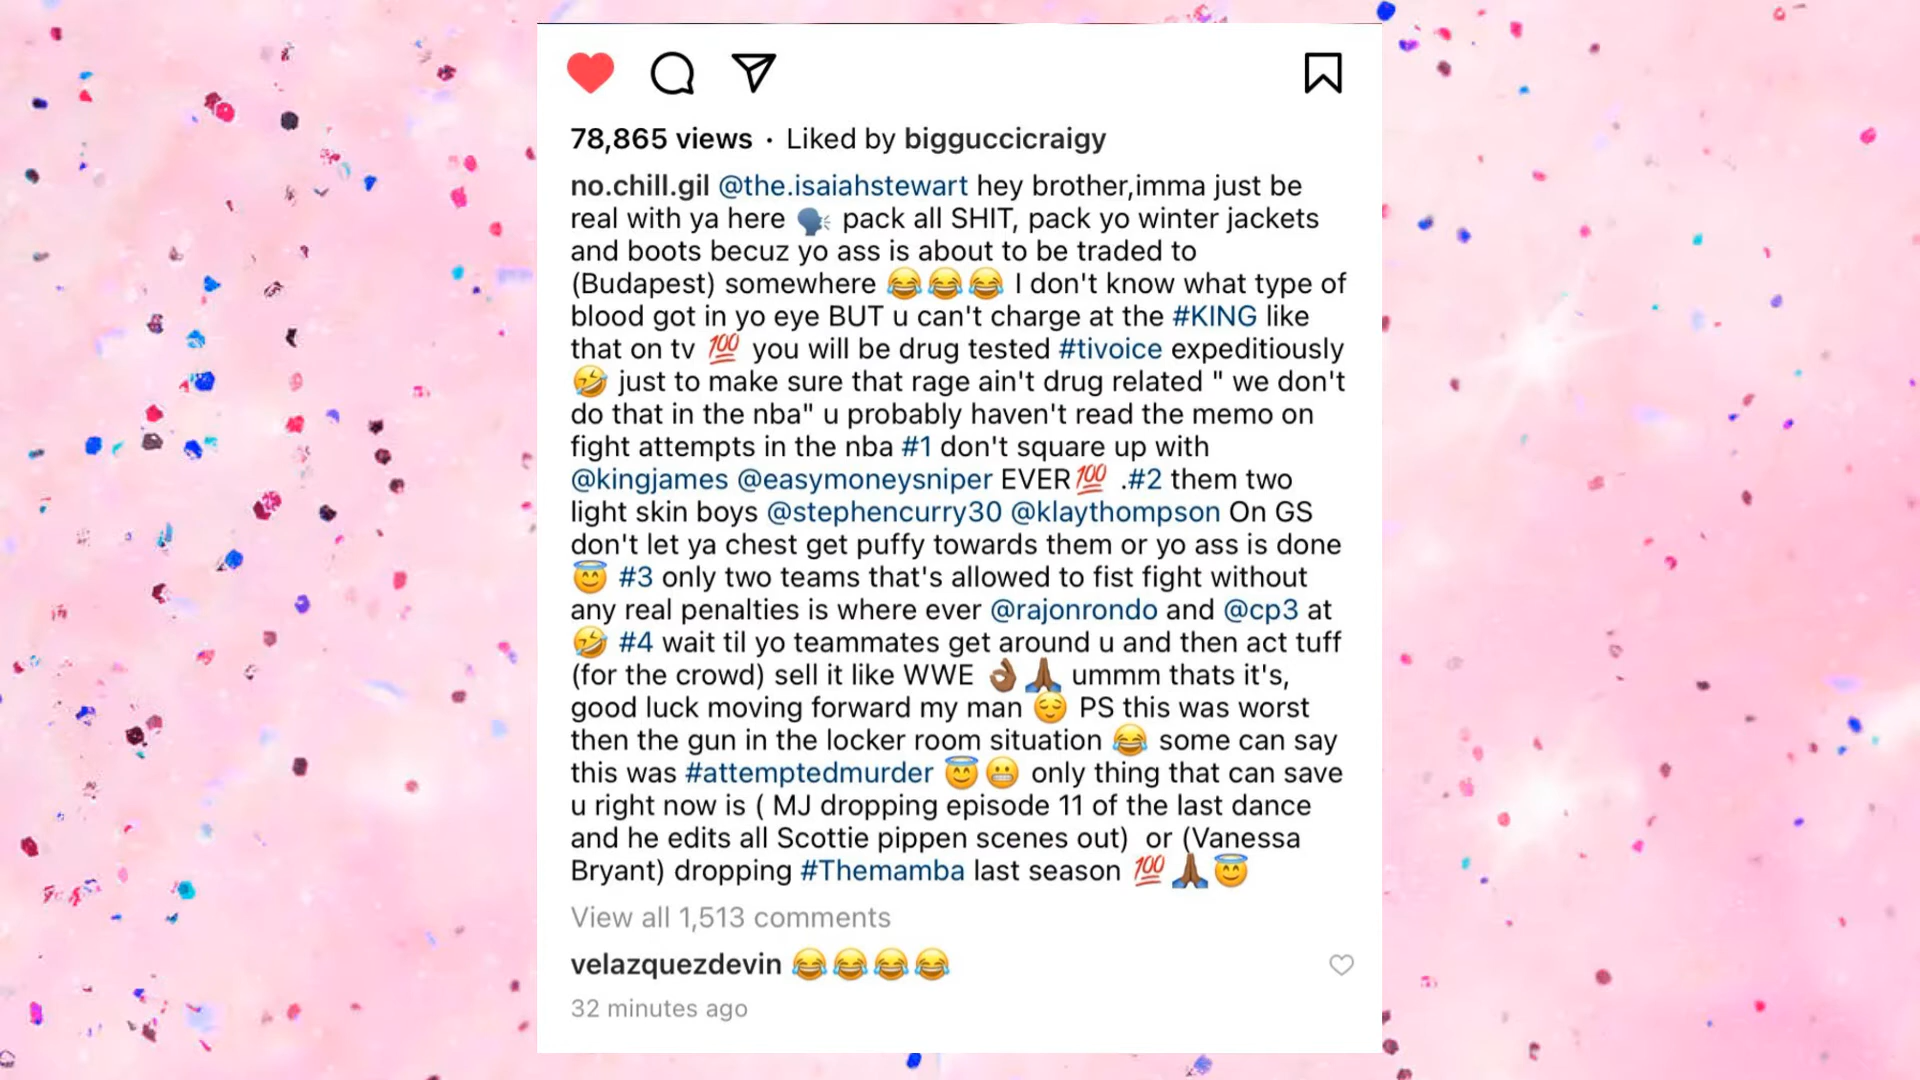 78,865 views · Liked by bigguccicraigy
no.chill.gil @the.isaiahstewart hey brother,imma just be
real with ya here 🗣 pack all SHIT, pack yo winter jackets
and boots becuz yo ass is about to be traded to
(Budapest) somewhere 😂😂😂 I don't know what type of
blood got in yo eye BUT u can't charge at the #KING like
that on tv 💯 you will be drug tested #tivoice expeditiously
🤣 just to make sure that rage ain't drug related " we don't
do that in the nba" u probably haven't read the memo on
fight attempts in the nba #1 don't square up with
@kingjames @easymoneysniper EVER💯 .#2 them two
light skin boys @stephencurry30 @klaythompson On GS
don't let ya chest get puffy towards them or yo ass is done
😇 #3 only two teams that's allowed to fist fight without
any real penalties is where ever @rajonrondo and @cp3 at
🤣 #4 wait til yo teammates get around u and then act tuff
(for the crowd) sell it like WWE 👌🏾🙏🏾 ummm thats it's,
good luck moving forward my man 😌 PS this was worst
then the gun in the locker room situation 😂 some can say
this was #attemptedmurder 😇😬 only thing that can save
u right now is ( MJ dropping episode 11 of the last dance
and he edits all Scottie pippen scenes out)  or (Vanessa
Bryant) dropping #Themamba last season 💯🙏🏾😇
View all 1,513 comments
velazquezdevin 😂😂😂😂
32 minutes ago